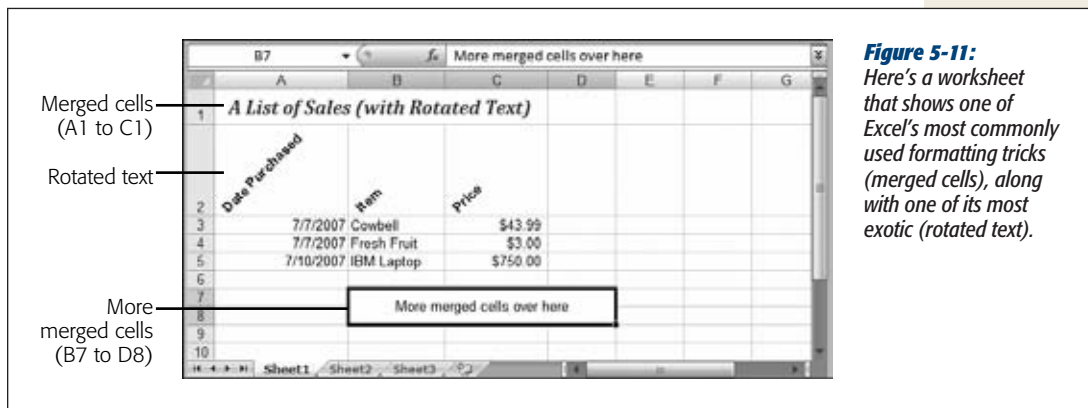 B7 fx More merged cells over here
A B C D E F G
Merged cells
(A1 to C1)
1 A List of Sales (with Rotated Text)
Rotated text
2 Date Purchased Item Price
3 7/7/2007 Cowbell $43.99
4 7/7/2007 Fresh Fruit $3.00
5 7/10/2007 IBM Laptop $750.00
6
More
merged cells
(B7 to D8)
7 More merged cells over here
8
9
10
Sheet1 Sheet2 Sheet3
Figure 5-11:
Here's a worksheet
that shows one of
Excel's most commonly
used formatting tricks
(merged cells), along
with one of its most
exotic (rotated text).